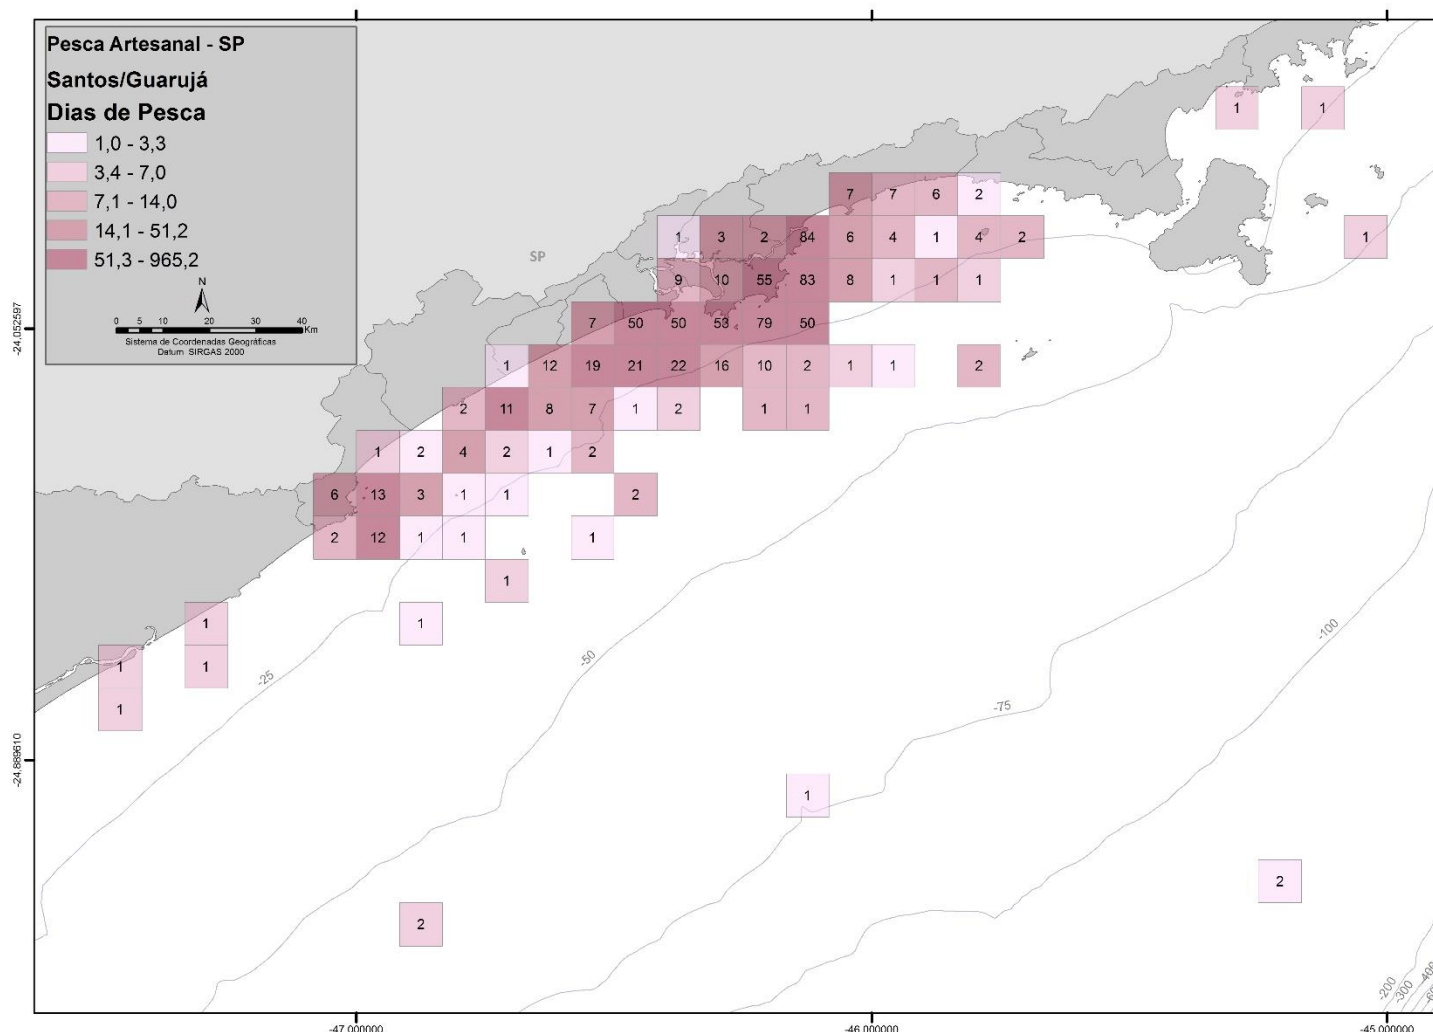 Pesca Artesanal - SP
Santos/Guarujá
Dias de Pesca
1,0 - 3,3
3,4 - 7,0
7,1 - 14,0
14,1 - 51,2
51,3 - 965,2
N
0 5 10 20 30 40
Km
Sistema de Coordenadas Geográficas
Datum SIRGAS 2000
SP
1 1
7 7 6 2
1 3 2 84 6 4 1 4 2 1
9 10 55 83 8 1 1 1
7 50 50 53 79 50
1 12 19 21 22 16 10 2 1 1 2
2 11 8 7 1 2 1 1
1 2 4 2 1 2
6 13 3 1 1 2
2 12 1 1 1
1
1 1
1 1
1
1
2
2
-25
-50
-75
-100
-200
-300
-400
-24,052597
-24,889610
-47,000000
-46,000000
-45,000000